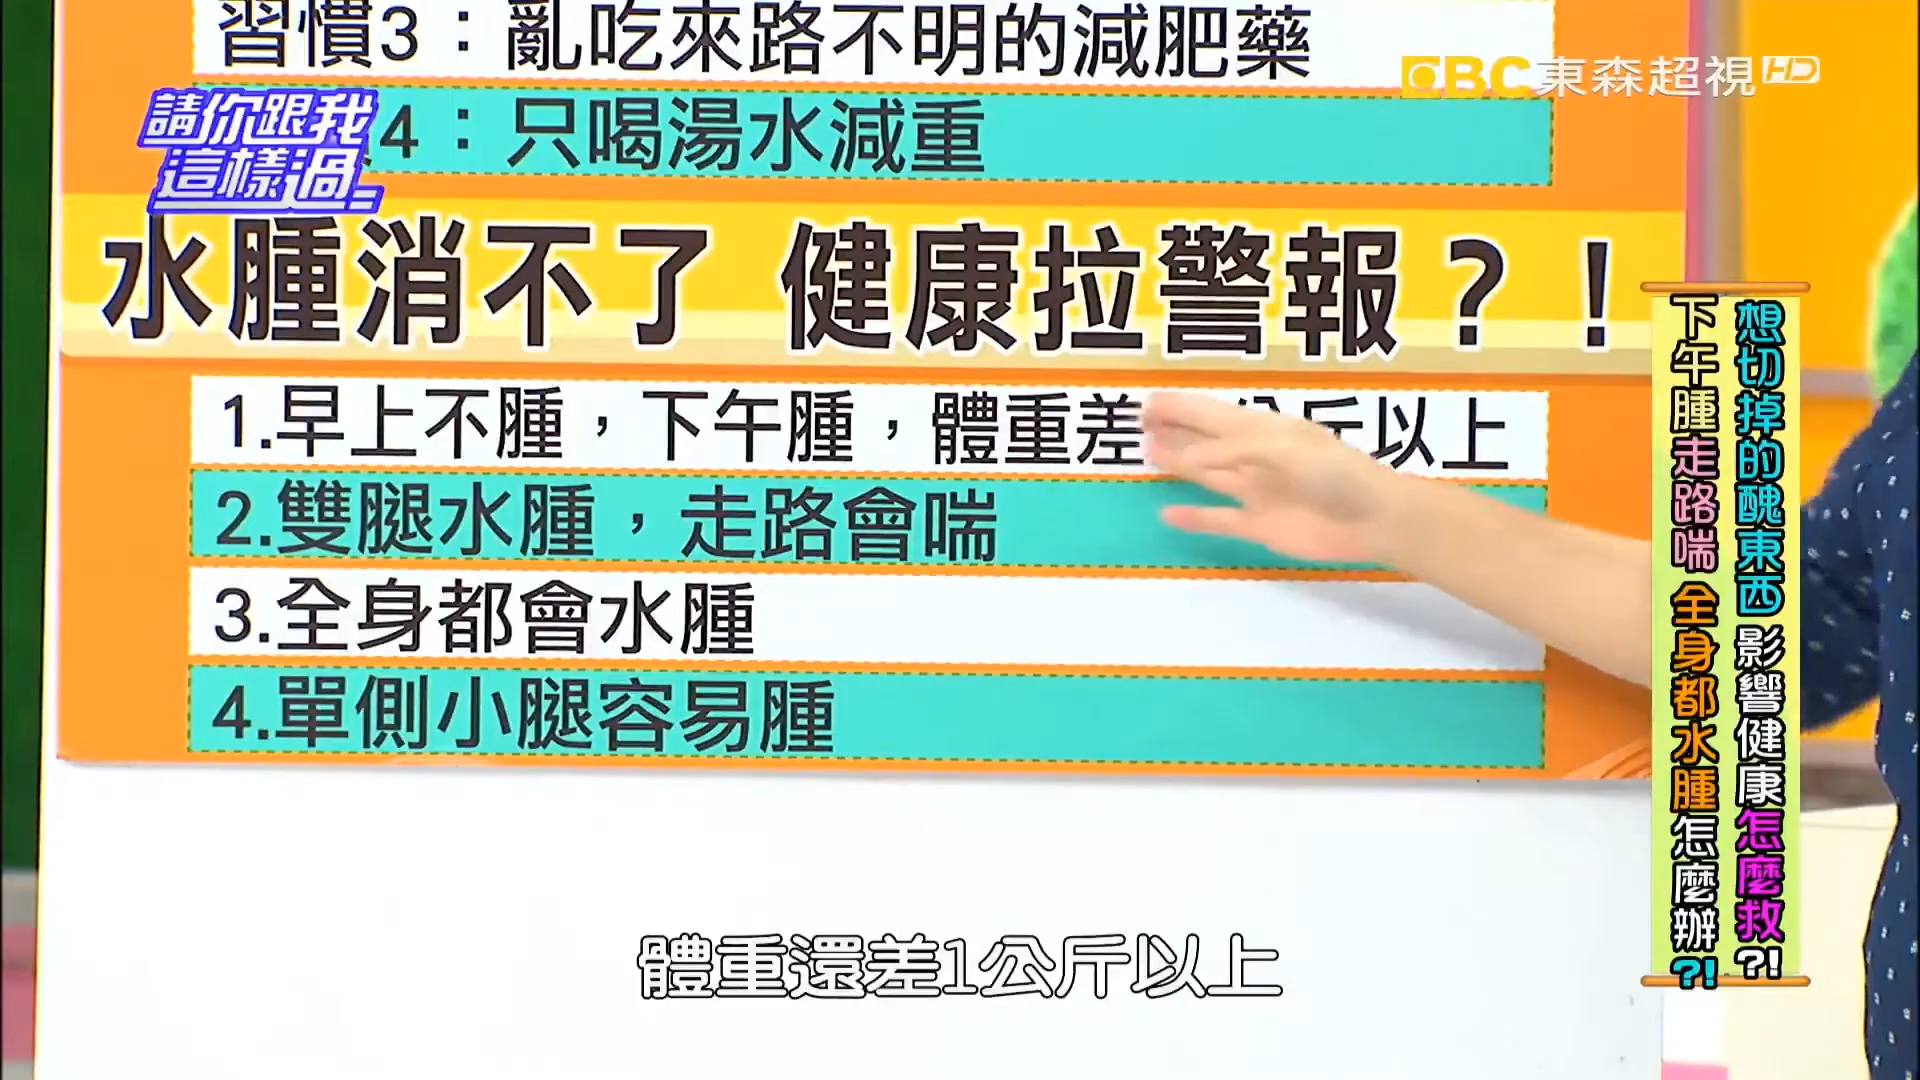 習慣3：亂吃來路不明的減肥藥
EBC東森超視HD
請你跟我
這樣過
4：只喝湯水減重
水腫消不了 健康拉警報？！
1.早上不腫，下午腫，體重差 公斤以上
2.雙腿水腫，走路會喘
3.全身都會水腫
4.單側小腿容易腫
想切掉的醜東西 影響健康怎麼救?!
下午腫走路喘 全身都水腫怎麼辦?!
體重還差1公斤以上